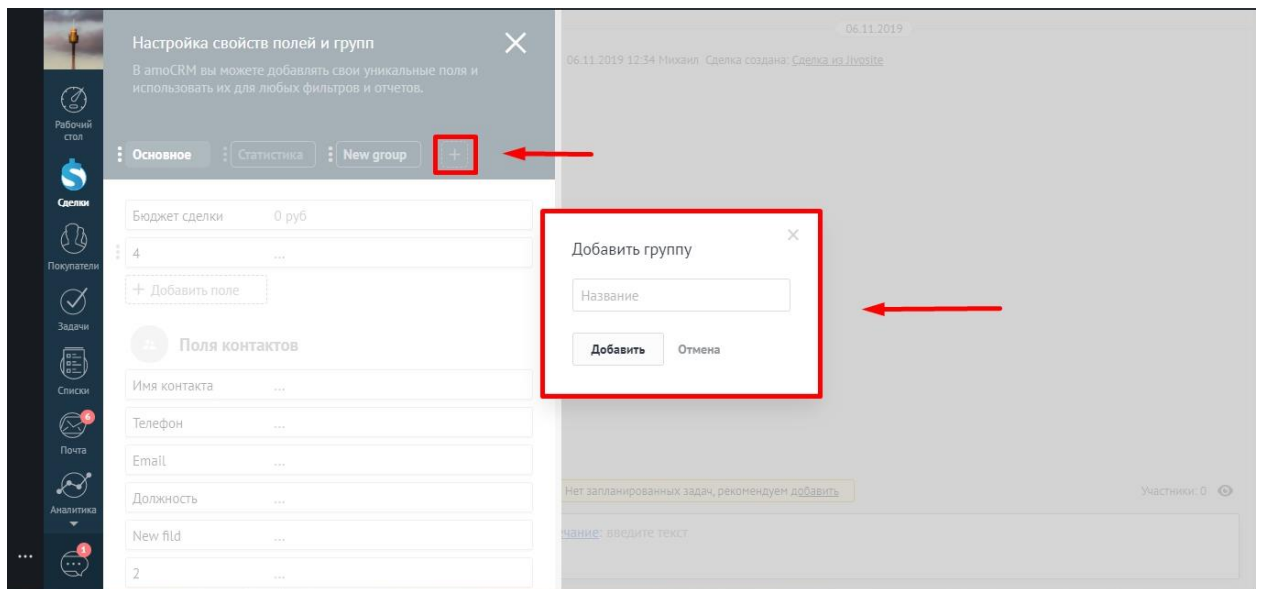 Рабочий
стол
Сделки
Покупатели
Задачи
Списки
6
Почта
Аналитика
1
...
Настройка свойств полей и групп
В amoCRM вы можете добавлять свои уникальные поля и
использовать их для любых фильтров и отчетов.
Основное Статистика New group +
Бюджет сделки 0 руб
4 ...
+ Добавить поле
Поля контактов
Имя контакта ...
Телефон ...
Email ...
Должность ...
New fild ...
2 ...
06.11.2019
06.11.2019 12:34 Михаил Сделка создана: Сделка из Jivosite
Добавить группу
Название
Добавить Отмена
Нет запланированных задач, рекомендуем добавить
Участники: 0
чание: введите текст